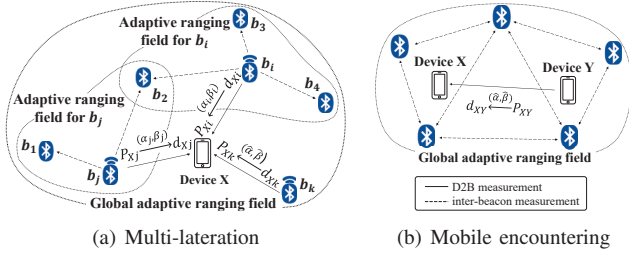 Adaptive ranging
field for b_i
b_3
b_i
b_4
Adaptive ranging
field for b_j
b_2
b_1
b_j
P_Xi (α_i,β_i) d_Xi
P_Xj (α_j,β_j) d_Xj
P_Xk (α̂,β̂) d_Xk
Device X
b_k
Global adaptive ranging field
(a) Multi-lateration
Device X
Device Y
(α̂,β̂)
d_XY P_XY
Global adaptive ranging field
D2B measurement
inter-beacon measurement
(b) Mobile encountering